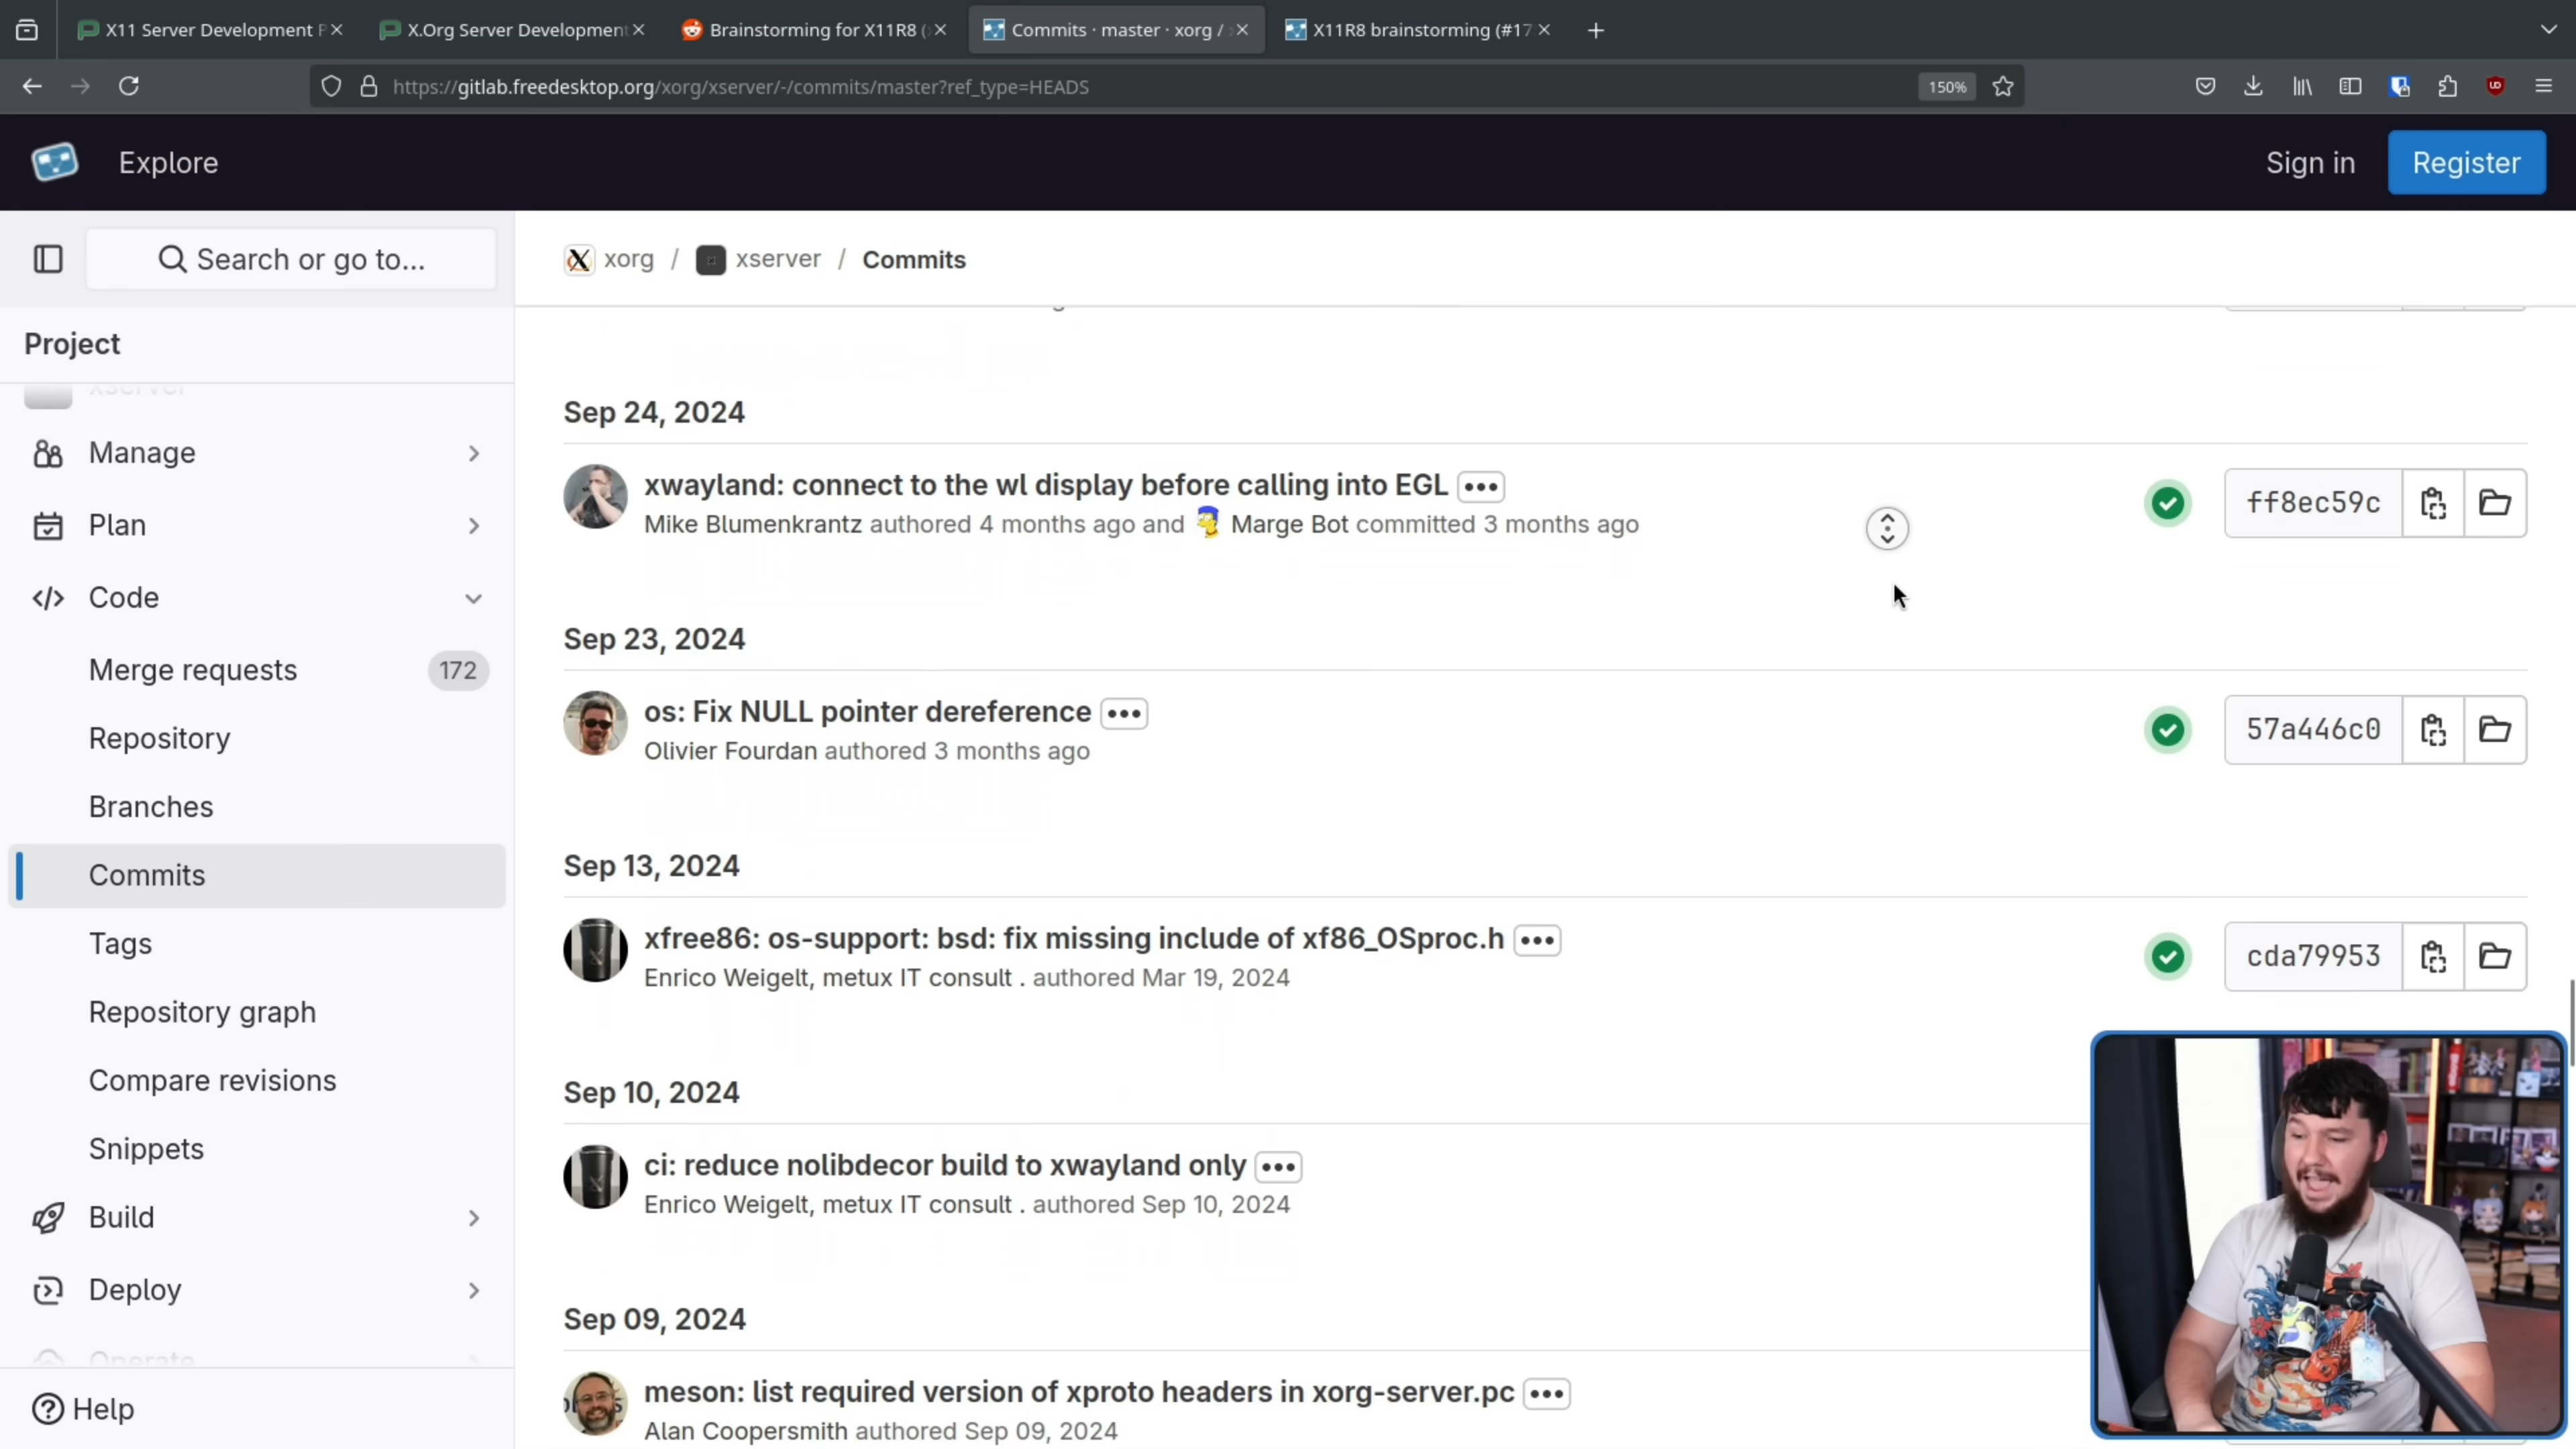 X11 Server Development P
X.Org Server Development
Brainstorming for X11R8 (
Commits · master · xorg /
X11R8 brainstorming (#17
https://gitlab.freedesktop.org/xorg/xserver/-/commits/master?ref_type=HEADS
150%
Explore
Sign in
Register
Search or go to...
xorg / xserver / Commits
Project
xserver
Manage
Plan
Code
Merge requests 172
Repository
Branches
Commits
Tags
Repository graph
Compare revisions
Snippets
Build
Deploy
Operate
Help
Sep 24, 2024
xwayland: connect to the wl display before calling into EGL
Mike Blumenkrantz authored 4 months ago and Marge Bot committed 3 months ago
ff8ec59c
Sep 23, 2024
os: Fix NULL pointer dereference
Olivier Fourdan authored 3 months ago
57a446c0
Sep 13, 2024
xfree86: os-support: bsd: fix missing include of xf86_OSproc.h
Enrico Weigelt, metux IT consult . authored Mar 19, 2024
cda79953
Sep 10, 2024
ci: reduce nolibdecor build to xwayland only
Enrico Weigelt, metux IT consult . authored Sep 10, 2024
Sep 09, 2024
meson: list required version of xproto headers in xorg-server.pc
Alan Coopersmith authored Sep 09, 2024